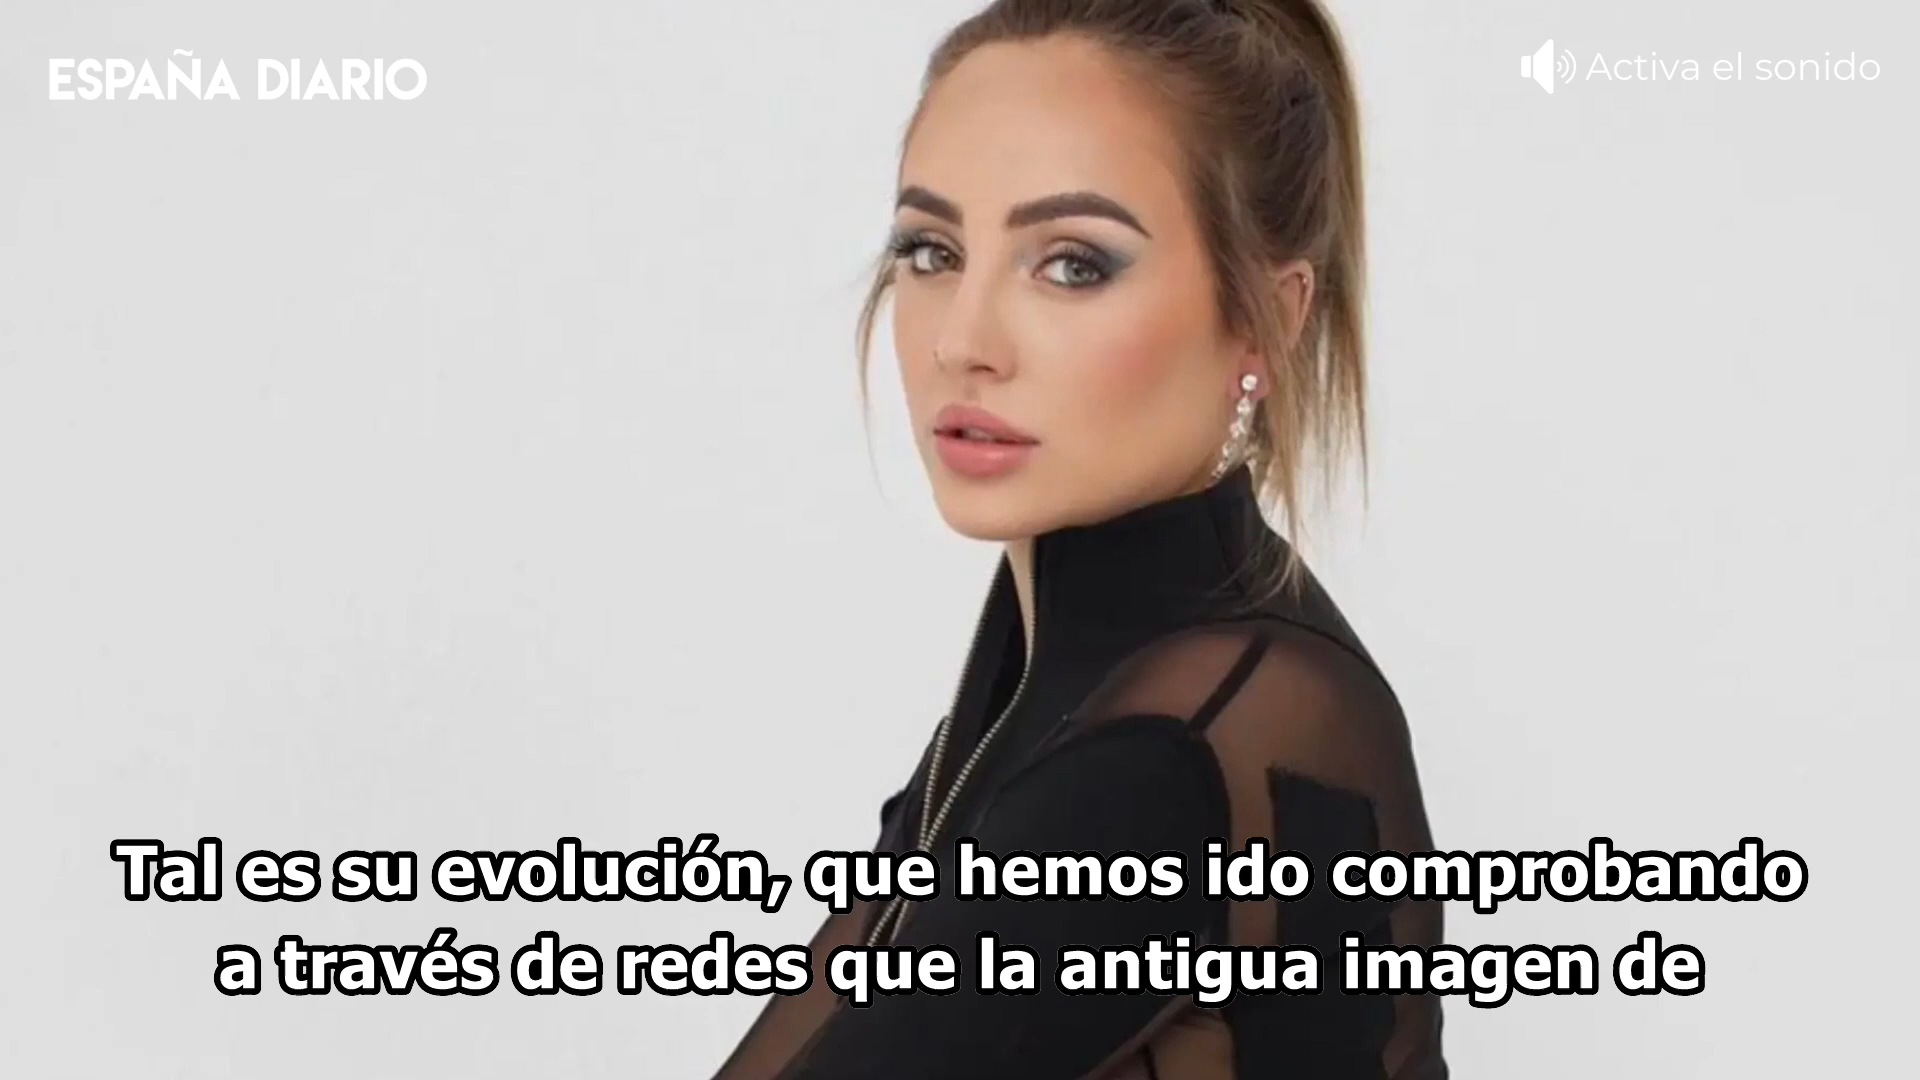 ESPAÑA DIARIO
Activa el sonido
Tal es su evolución, que hemos ido comprobando
a través de redes que la antigua imagen de